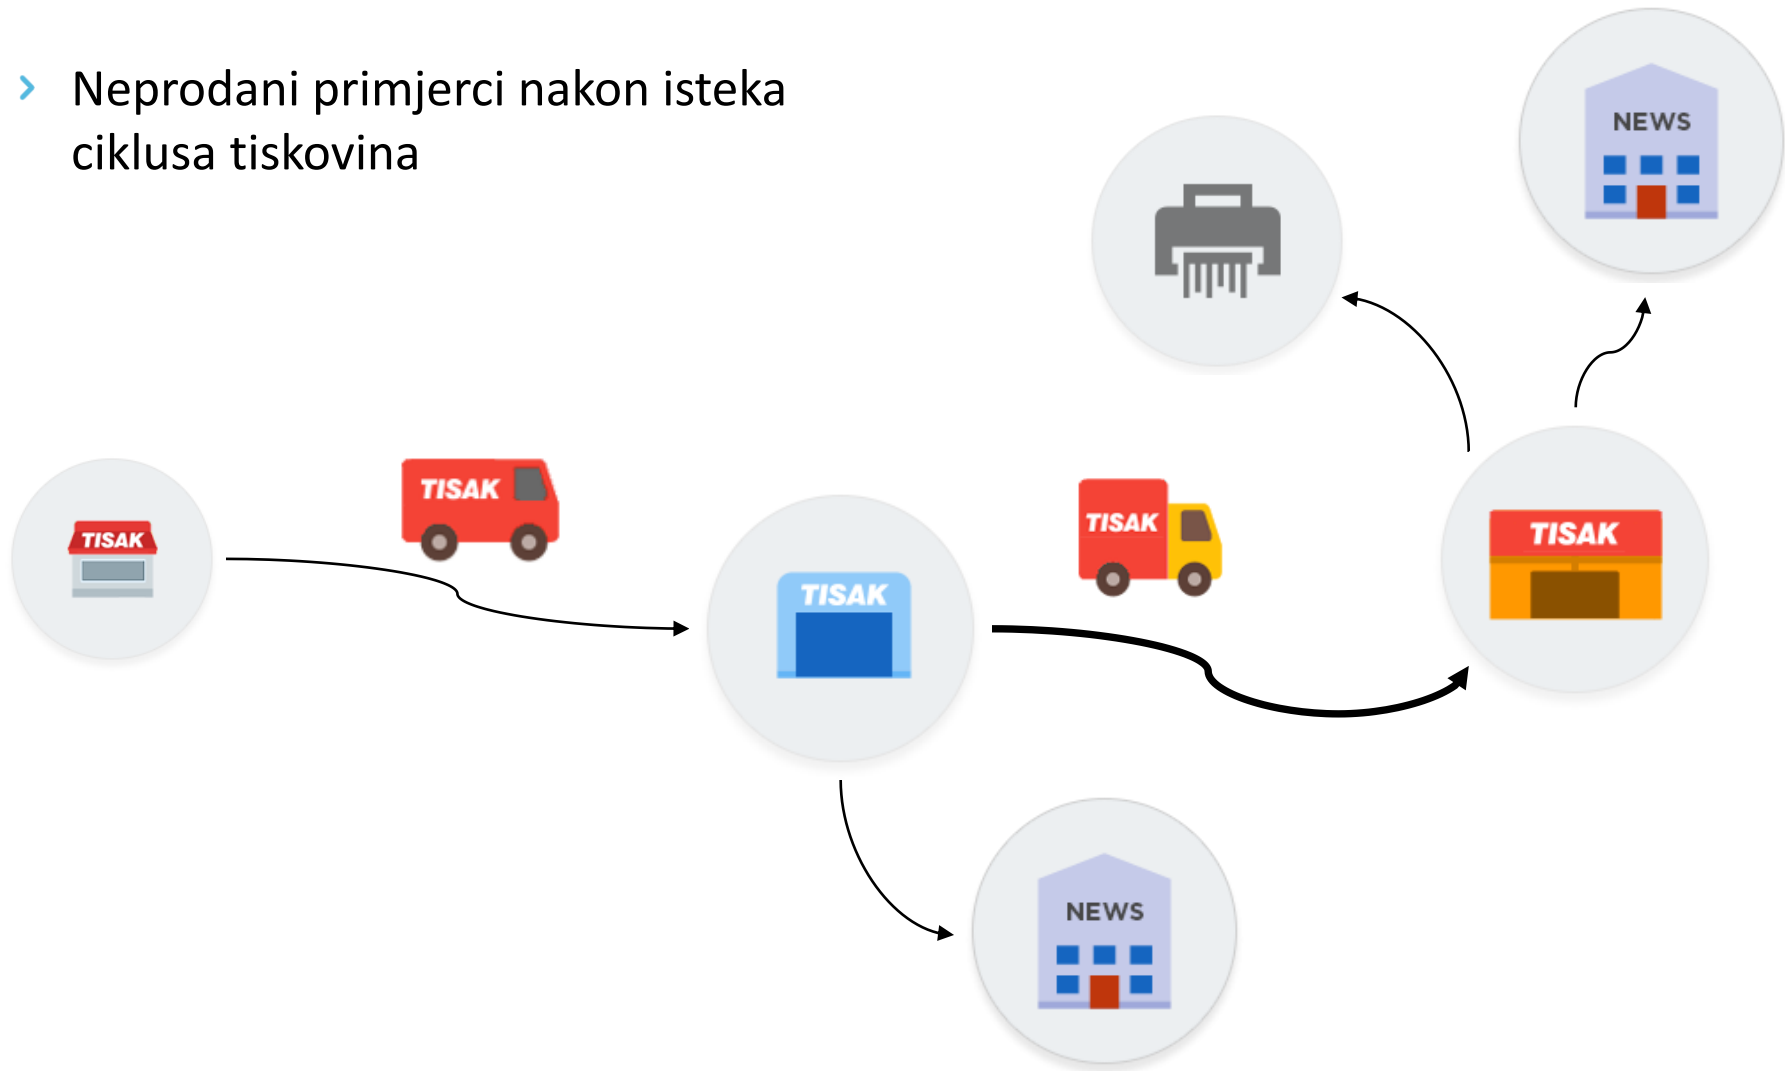 Neprodani primjerci nakon isteka
ciklusa tiskovina
NEWS
TISAK
TISAK
TISAK
TISAK
TISAK
NEWS